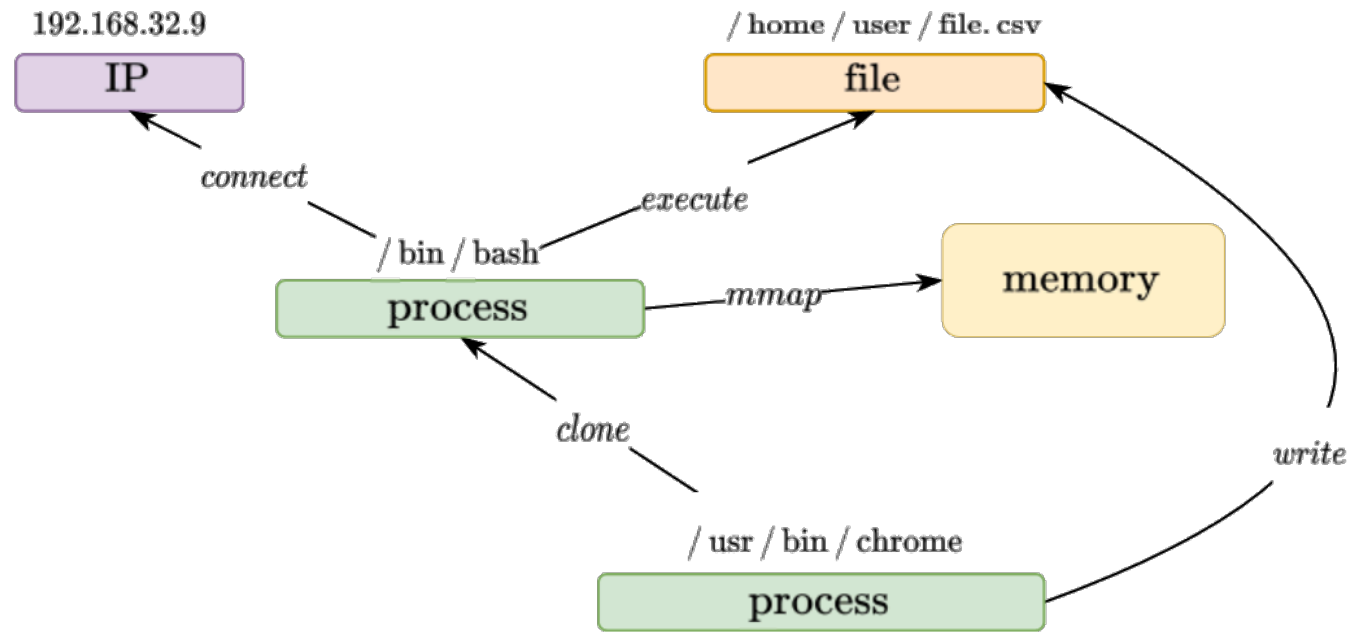 192.168.32.9
/ home / user / file. csv
IP
file
connect
execute
/ bin / bash
memory
process
mmap
clone
write
/ usr / bin / chrome
process